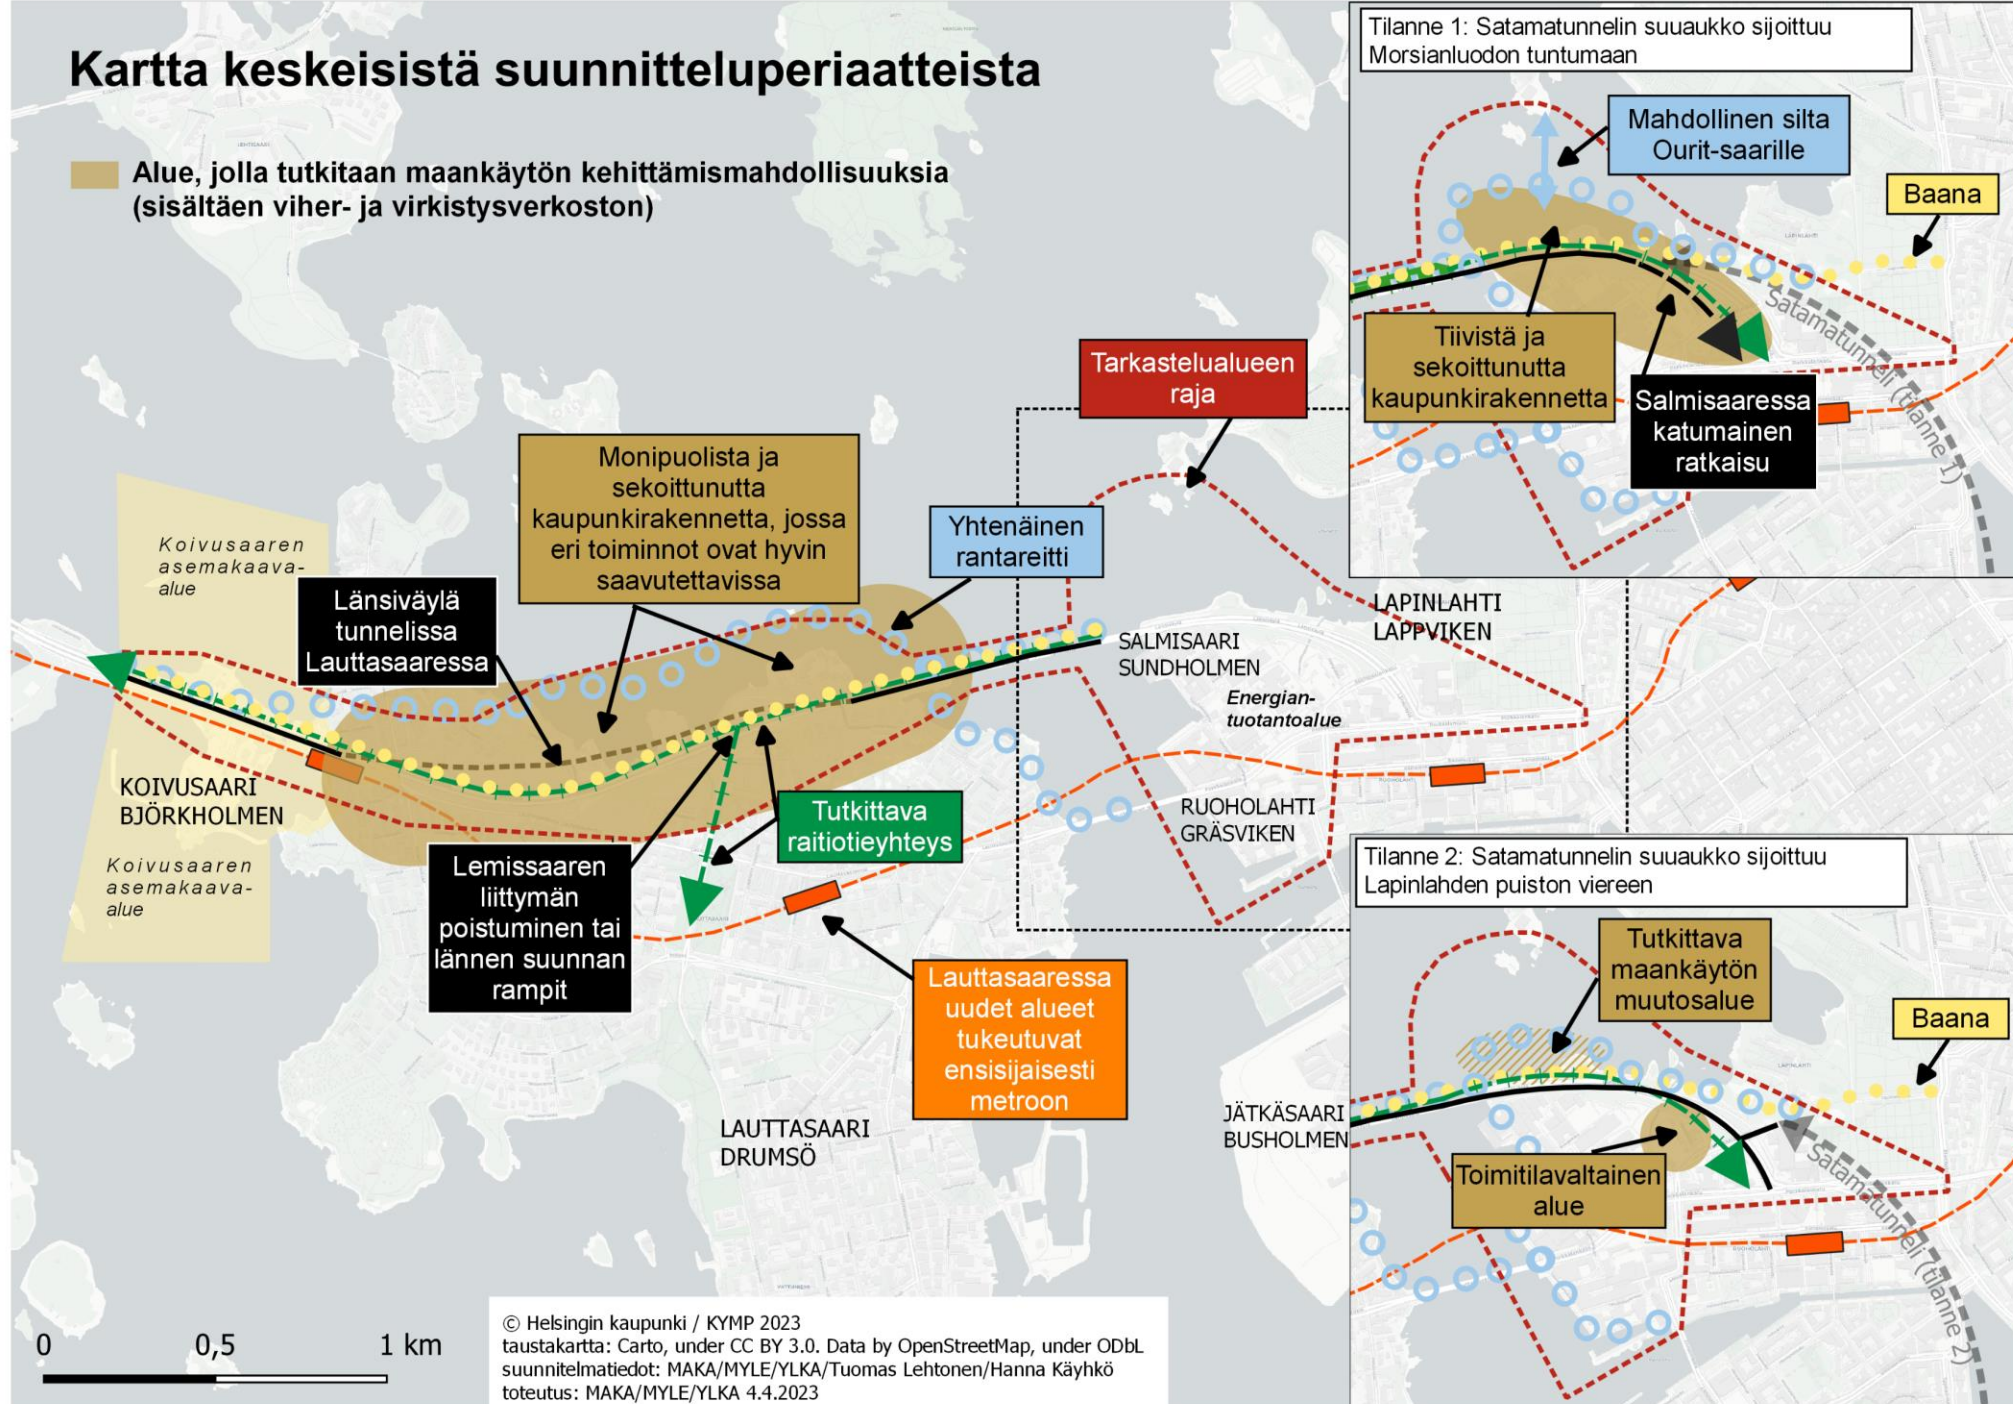 Kartta keskeisistä suunnitteluperiaatteista
Alue, jolla tutkitaan maankäytön kehittämismahdollisuuksia
(sisältäen viher- ja virkistysverkoston)
Tilanne 1: Satamatunnelin suuaukko sijoittuu
Morsianluodon tuntumaan
Mahdollinen silta
Ourit-saarille
Baana
LAPINLAHTI
Satamatunneli (tilanne 1)
Tiivistä ja
sekoittunutta
kaupunkirakennetta
Salmisaaressa
katumainen
ratkaisu
Tarkastelualueen
raja
Monipuolista ja
sekoittunutta
kaupunkirakennetta, jossa
eri toiminnot ovat hyvin
saavutettavissa
Yhtenäinen
rantareitti
Koivusaaren
asemakaava-
alue
Länsiväylä
tunnelissa
Lauttasaaressa
LAPINLAHTI
LAPPVIKEN
SALMISAARI
SUNDHOLMEN
Energian-
tuotantoalue
KOIVUSAARI
BJÖRKHOLMEN
RUOHOLAHTI
GRÄSVIKEN
Tutkittava
raitiotieyhteys
Koivusaaren
asemakaava-
alue
Lemissaaren
liittymän
poistuminen tai
lännen suunnan
rampit
Lauttasaaressa
uudet alueet
tukeutuvat
ensisijaisesti
metroon
LAUTTASAARI
DRUMSÖ
JÄTKÄSAARI
BUSHOLMEN
Tilanne 2: Satamatunnelin suuaukko sijoittuu
Lapinlahden puiston viereen
Tutkittava
maankäytön
muutosalue
Baana
LAPINLAHTI
Toimitilavaltainen
alue
Satamatunneli (tilanne 2)
0 0,5 1 km
© Helsingin kaupunki / KYMP 2023
taustakartta: Carto, under CC BY 3.0. Data by OpenStreetMap, under ODbL
suunnitelmatiedot: MAKA/MYLE/YLKA/Tuomas Lehtonen/Hanna Käyhkö
toteutus: MAKA/MYLE/YLKA 4.4.2023